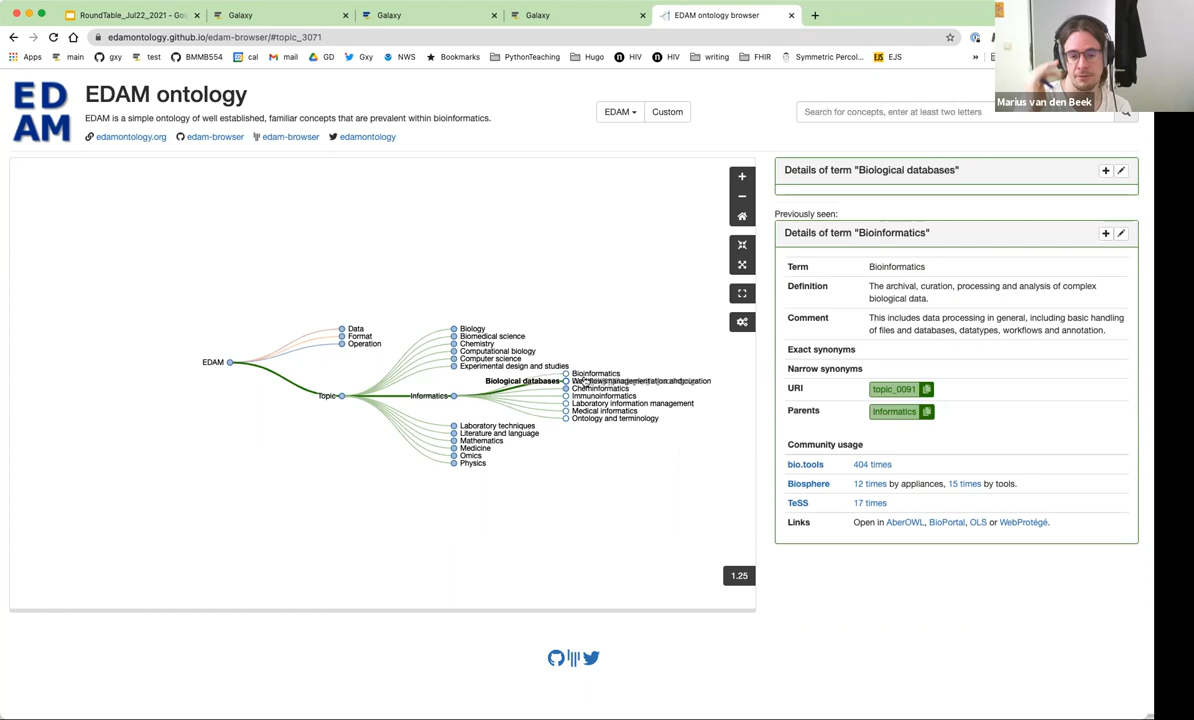 RoundTable_Jul22_2021 - Goo
Galaxy
Galaxy
Galaxy
EDAM ontology browser
edamontology.github.io/edam-browser/#topic_3071
Apps main gxy test BMMB554 cal mail GD Gxy NWS Bookmarks PythonTeaching Hugo HIV HIV writing FHIR Symmetric Percol... EJS »
Marius van den Beek
ED
AM
EDAM ontology
EDAM is a simple ontology of well established, familiar concepts that are prevalent within bioinformatics.
edamontology.org edam-browser edam-browser edamontology
EDAM Custom
Search for concepts, enter at least two letters
EDAM
Data
Format
Operation
Topic
Biology
Biomedical science
Chemistry
Computational biology
Computer science
Experimental design and studies
Informatics
Laboratory techniques
Literature and language
Mathematics
Medicine
Omics
Physics
Bioinformatics
Biological databases
Cheminformatics
Immunoinformatics
Laboratory information management
Medical informatics
Ontology and terminology
1.25
Details of term "Biological databases"
Previously seen:
Details of term "Bioinformatics"
Term Bioinformatics
Definition The archival, curation, processing and analysis of complex
biological data.
Comment This includes data processing in general, including basic handling
of files and databases, datatypes, workflows and annotation.
Exact synonyms
Narrow synonyms
URI topic_0091
Parents Informatics
Community usage
bio.tools 404 times
Biosphere 12 times by appliances, 15 times by tools.
TeSS 17 times
Links Open in AberOWL, BioPortal, OLS or WebProtégé.